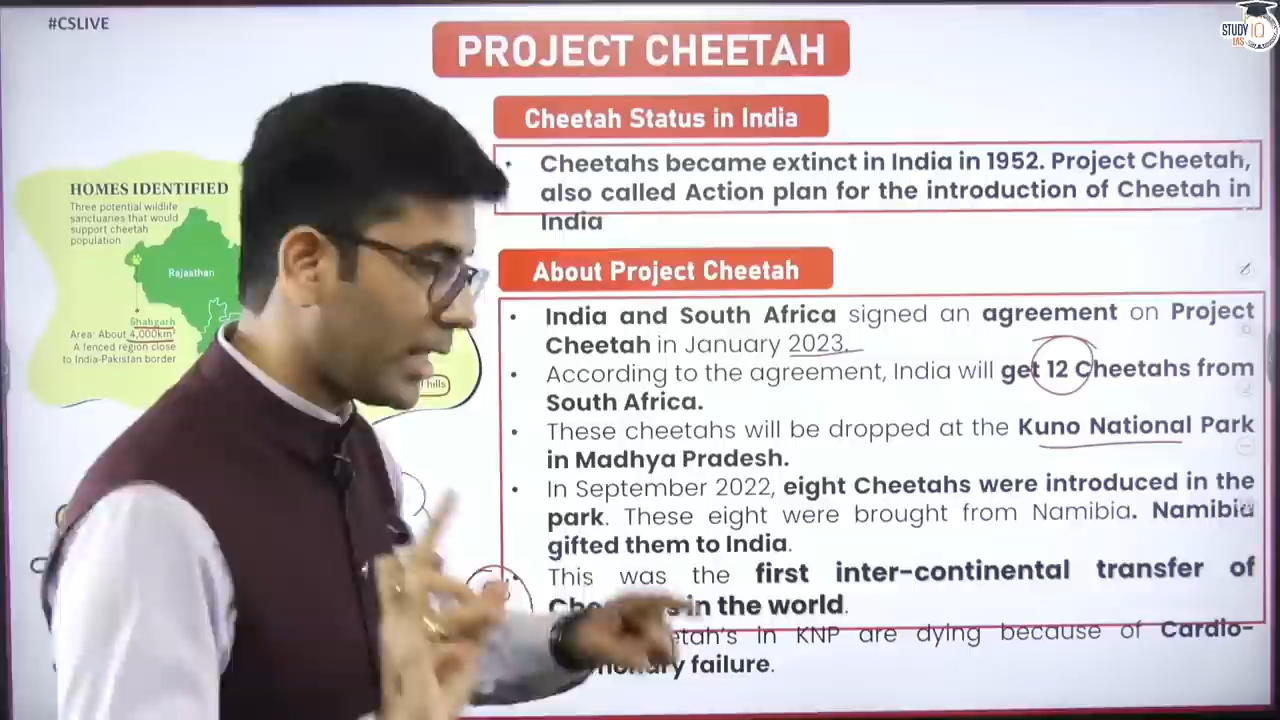 #CSLIVE
STUDY IO
IAS
PROJECT CHEETAH
Cheetah Status in India
• Cheetahs became extinct in India in 1952. Project Cheetah,
also called Action plan for the introduction of Cheetah in
India
HOMES IDENTIFIED
Three potential wildlife
sanctuaries that would
support cheetah
population
Rajasthan
Shahgarh
Area: About 4,000km²
A fenced region close
to India-Pakistan border
hills
About Project Cheetah
• India and South Africa signed an agreement on Project
Cheetah in January 2023.
• According to the agreement, India will get 12 Cheetahs from
South Africa.
• These cheetahs will be dropped at the Kuno National Park
in Madhya Pradesh.
• In September 2022, eight Cheetahs were introduced in the
park. These eight were brought from Namibia. Namibia
gifted them to India.
• This was the first inter-continental transfer of
in the world.
in KNP are dying because of Cardio-
failure.